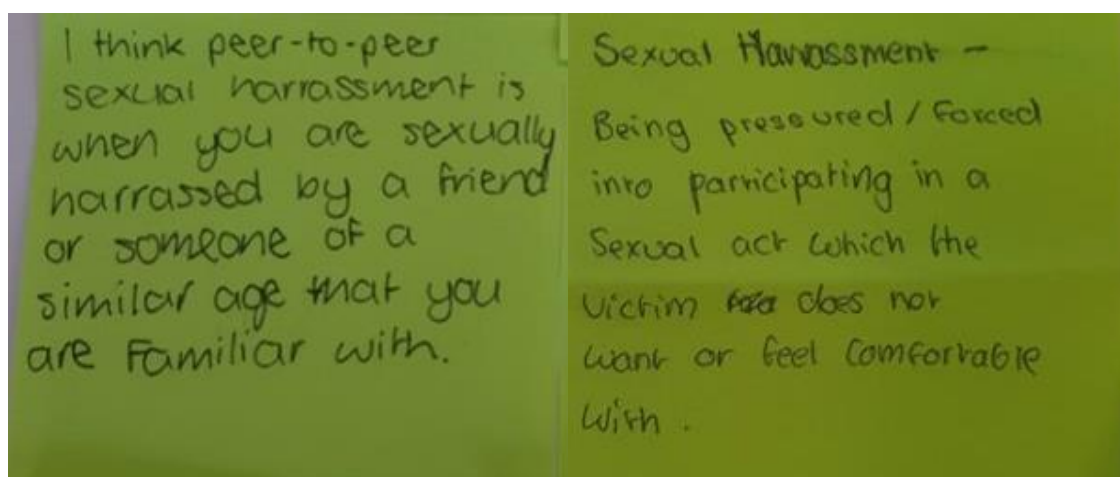 I think peer-to-peer
sexual harrassment is
when you are sexually
harrassed by a friend
or someone of a
similar age that you
are familiar with.
Sexual Harrassment -
Being pressured / forced
into participating in a
Sexual act which the
victim does not
want or feel comfortable
with.